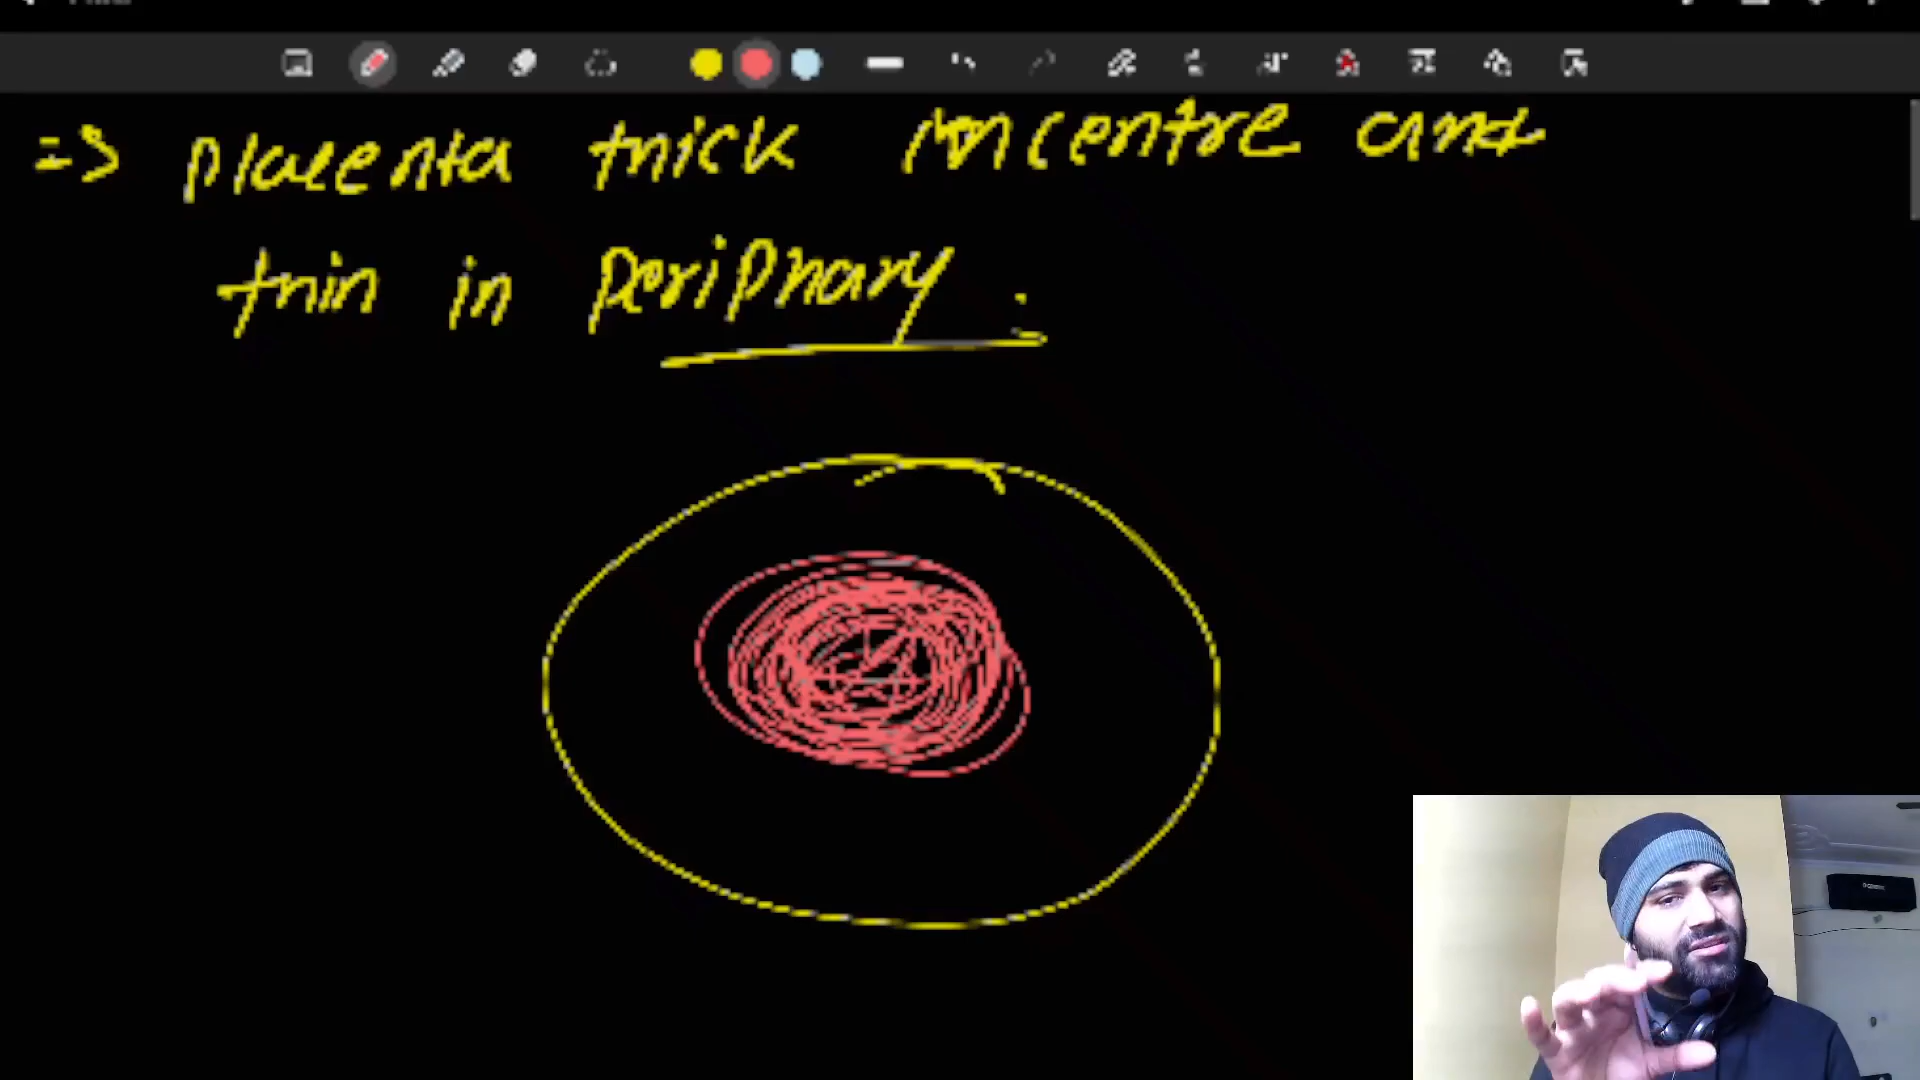 => placenta thick in centre and
thin in periphary.